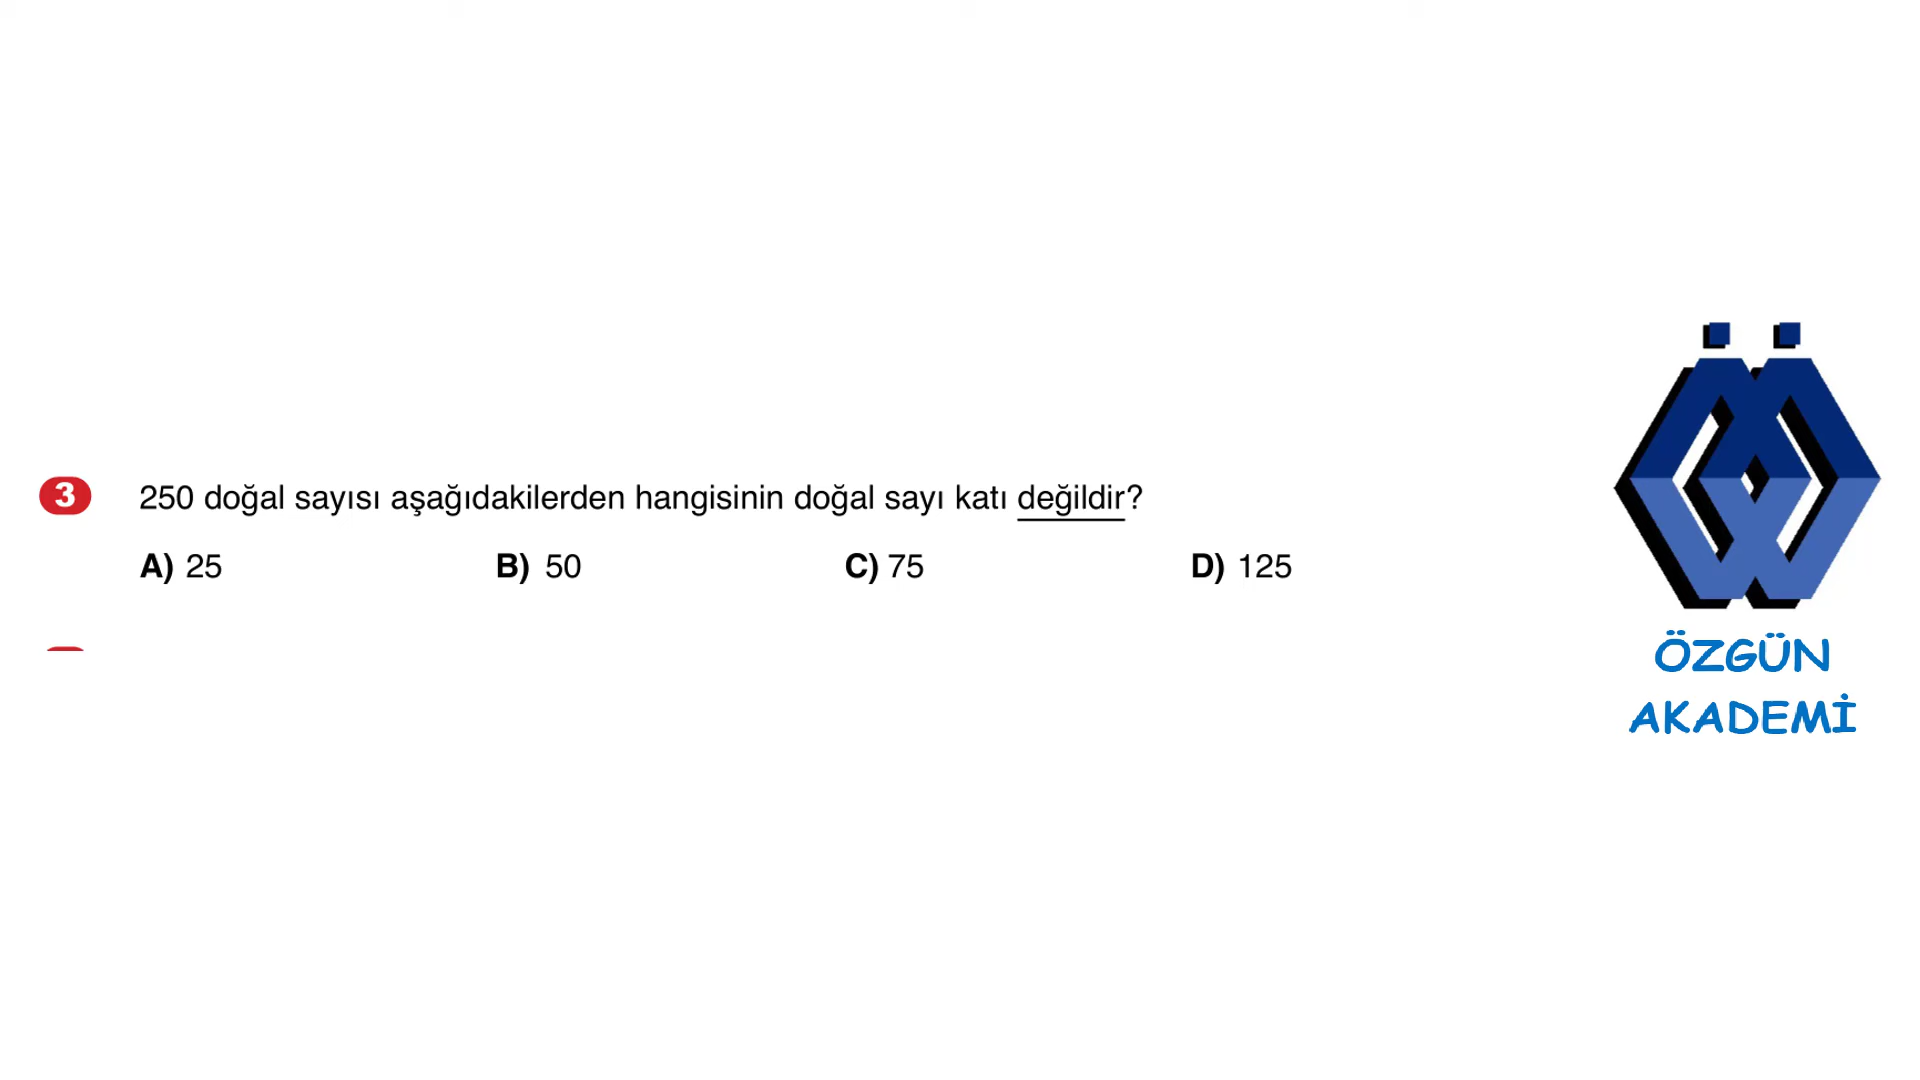 3 250 doğal sayısı aşağıdakilerden hangisinin doğal sayı katı değildir?
A) 25 B) 50 C) 75 D) 125
ÖZGÜN
AKADEMİ